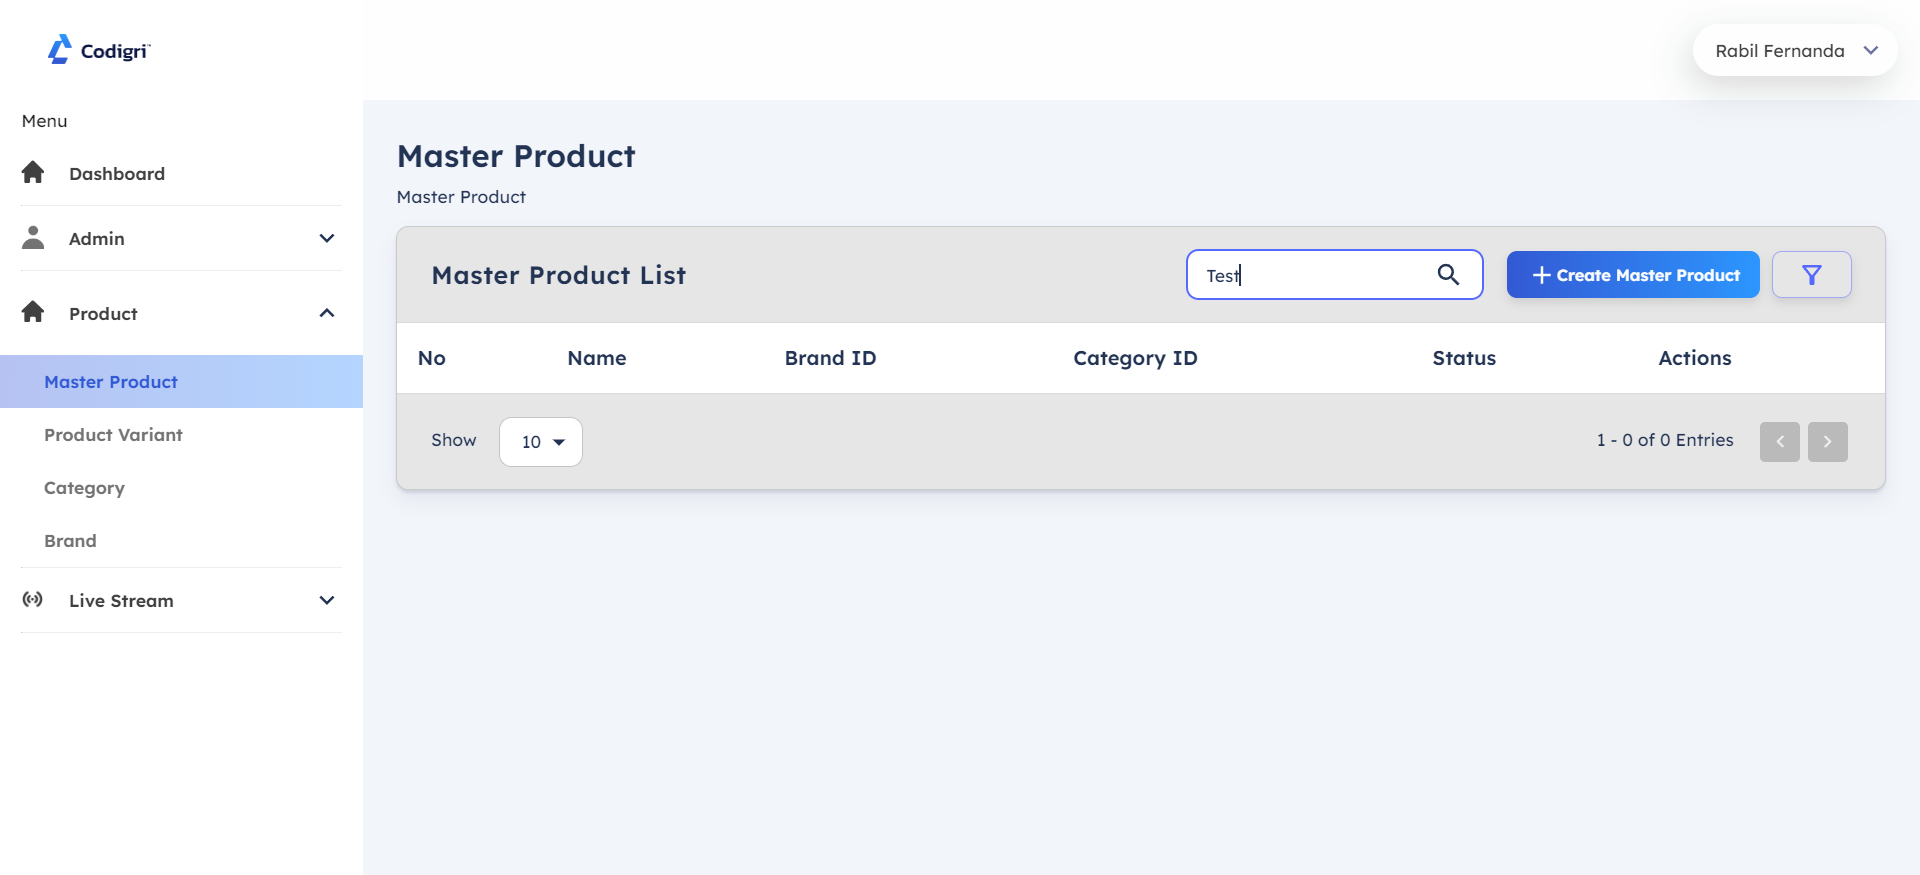 Codigri™
Rabil Fernanda
Menu
Dashboard
Admin
Product
Master Product
Product Variant
Category
Brand
Live Stream
Master Product
Master Product
Master Product List
Test
Create Master Product
No Name Brand ID Category ID Status Actions
Show 10 1 - 0 of 0 Entries